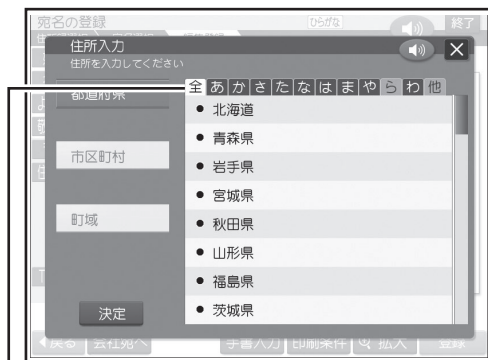 宛名の登録
ひらがな
終了
住所入力
住所を入力してください
都道府県
全 あ か さ た な は ま や ら わ 他
北海道
青森県
岩手県
市区町村
宮城県
秋田県
町域
山形県
福島県
決定
茨城県
戻る 会社宛へ 手書入力 印刷条件 拡大 登録